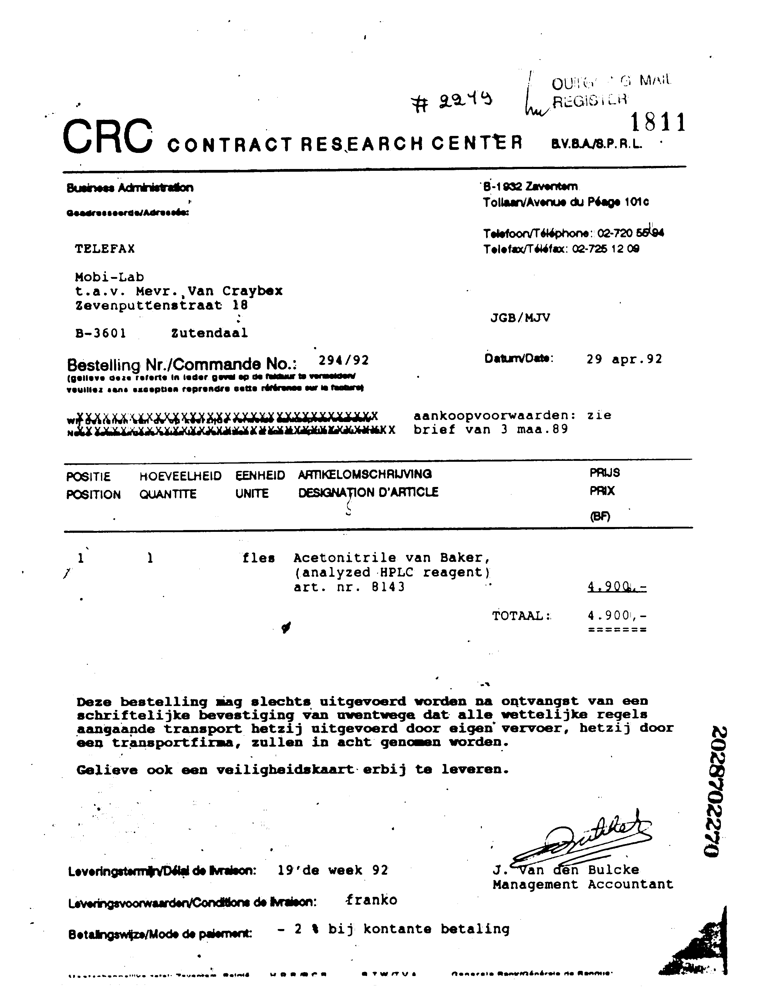 # 2279
MAIL
REGISTER
1811
CRC CONTRACT RESEARCH CENTER B.V.B.A./S.P.R.L.
Business Administration
Geadresseerde/Adressée:
B-1932 Zaventem
Tollaan/Avenue du Péage 101c
Telefoon/Téléphone: 02-720 55 94
Telefax/Téléfax: 02-725 12 09
TELEFAX
Mobi-Lab
t.a.v. Mevr. Van Craybex
Zevenputtenstraat 18
B-3601 Zutendaal
JGB/MJV
Bestelling Nr./Commande No.: 294/92
Datum/Date: 29 apr.92
(gelieve deze referte in ieder geval op de faktuur te vermelden/
veuillez sans exception reprendre cette référence sur la facture)
aankoopvoorwaarden: zie
brief van 3 maa.89
POSITIE HOEVEELHEID EENHEID ARTIKELOMSCHRIJVING PRIJS
POSITION QUANTITE UNITE DESIGNATION D'ARTICLE PRIX
(BF)
1 1 fles Acetonitrile van Baker,
(analyzed HPLC reagent)
art. nr. 8143 4.900,-
TOTAAL: 4.900,-
=======
Deze bestelling mag slechts uitgevoerd worden na ontvangst van een
schriftelijke bevestiging van uwentwege dat alle wettelijke regels
aangaande transport hetzij uitgevoerd door eigen vervoer, hetzij door
een transportfirma, zullen in acht genomen worden.
Gelieve ook een veiligheidskaart erbij te leveren.
2028702270
J. Van den Bulcke
Management Accountant
Leveringstermijn/Délai de livraison: 19'de week 92
Leveringsvoorwaarden/Conditions de livraison: franko
Betalingswijze/Mode de paiement: - 2 % bij kontante betaling